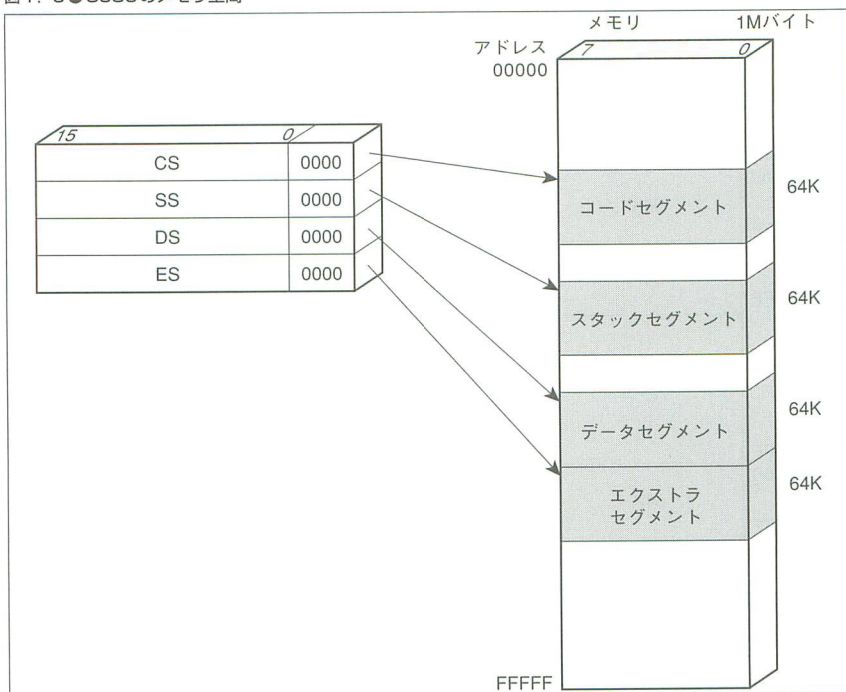 メモリ 1Mバイト
アドレス 7 0
00000
15 0
CS 0000
SS 0000
DS 0000
ES 0000
コードセグメント 64K
スタックセグメント 64K
データセグメント 64K
エクストラ 64K
セグメント
FFFFF